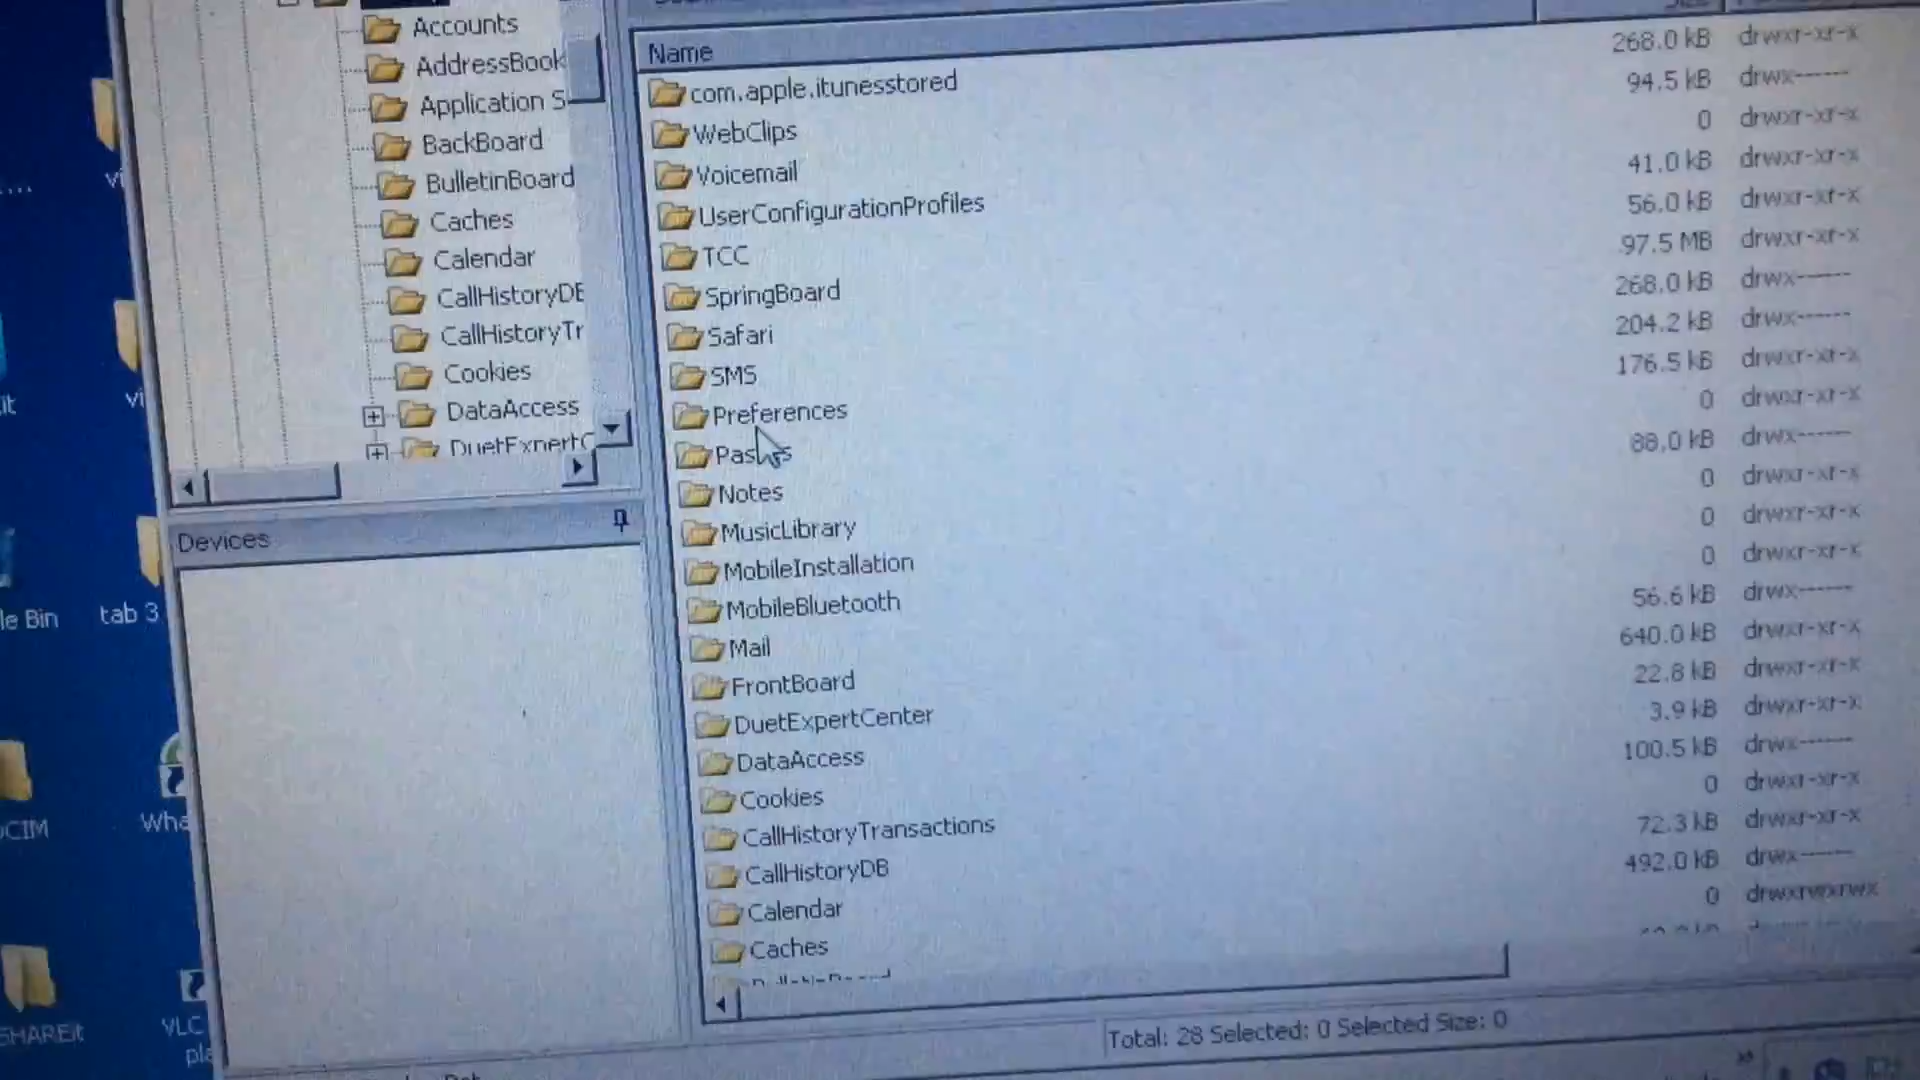 Accounts
AddressBook
Application S
BackBoard
BulletinBoard
Caches
Calendar
CallHistoryDB
CallHistoryTr
Cookies
DataAccess
DuetExpertC
Devices
Name
com.apple.itunesstored
WebClips
Voicemail
UserConfigurationProfiles
TCC
SpringBoard
Safari
SMS
Preferences
Passes
Notes
MusicLibrary
MobileInstallation
MobileBluetooth
Mail
FrontBoard
DuetExpertCenter
DataAccess
Cookies
CallHistoryTransactions
CallHistoryDB
Calendar
Caches
268.0 kB drwxr-xr-x
94.5 kB drwx------
0 drwxr-xr-x
41.0 kB drwxr-xr-x
56.0 kB drwxr-xr-x
97.5 MB drwxr-xr-x
268.0 kB drwx------
204.2 kB drwx------
176.5 kB drwxr-xr-x
0 drwxr-xr-x
88.0 kB drwx------
0 drwxr-xr-x
0 drwxr-xr-x
0 drwxr-xr-x
56.6 kB drwx------
640.0 kB drwxr-xr-x
22.8 kB drwxr-xr-x
3.9 kB drwxr-xr-x
100.5 kB drwx------
0 drwxr-xr-x
72.3 kB drwxr-xr-x
492.0 kB drwx------
0 drwxrwxrwx
Total: 28 Selected: 0 Selected Size: 0
le Bin
tab 3
DCIM
Wha
SHAREit
VLC
pla